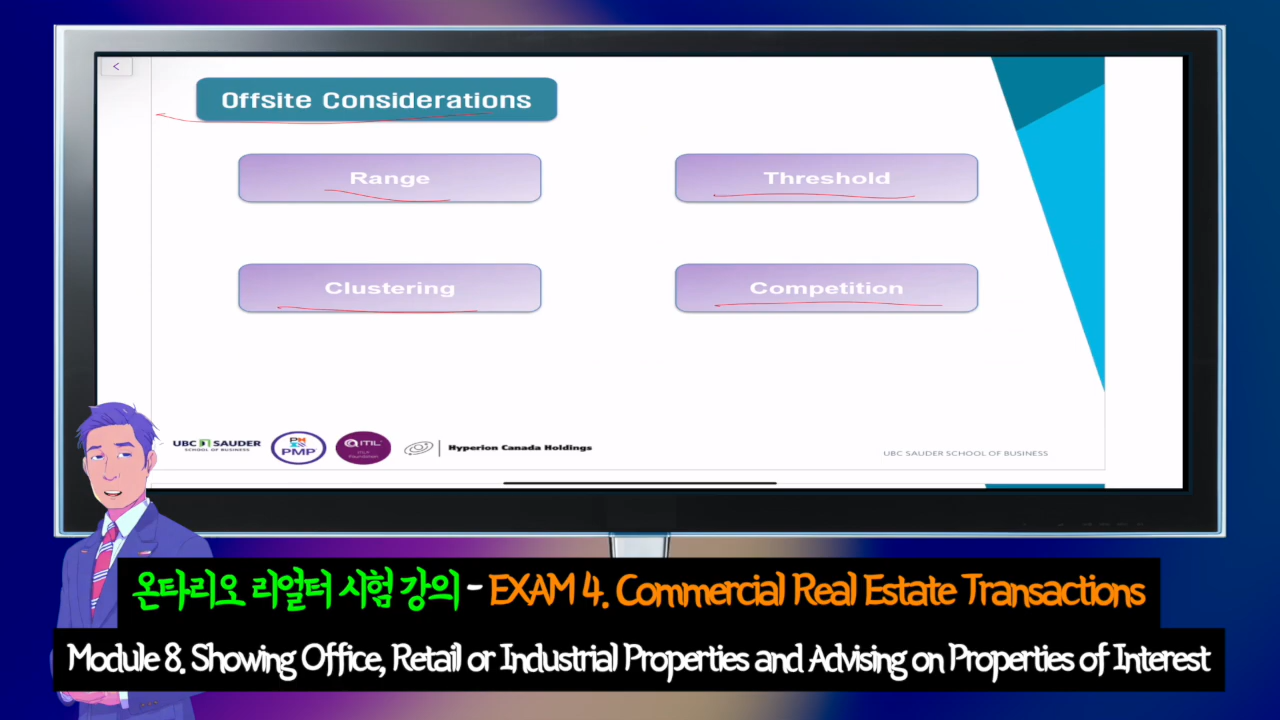 <
Offsite Considerations
Range
Threshold
Clustering
Competition
UBC SAUDER
SCHOOL OF BUSINESS
PMP
ITIL
Foundation
Hyperion Canada Holdings
UBC SAUDER SCHOOL OF BUSINESS
온타리오 리얼터 시험 강의 - EXAM 4. Commercial Real Estate Transactions
Module 8. Showing Office, Retail or Industrial Properties and Advising on Properties of Interest